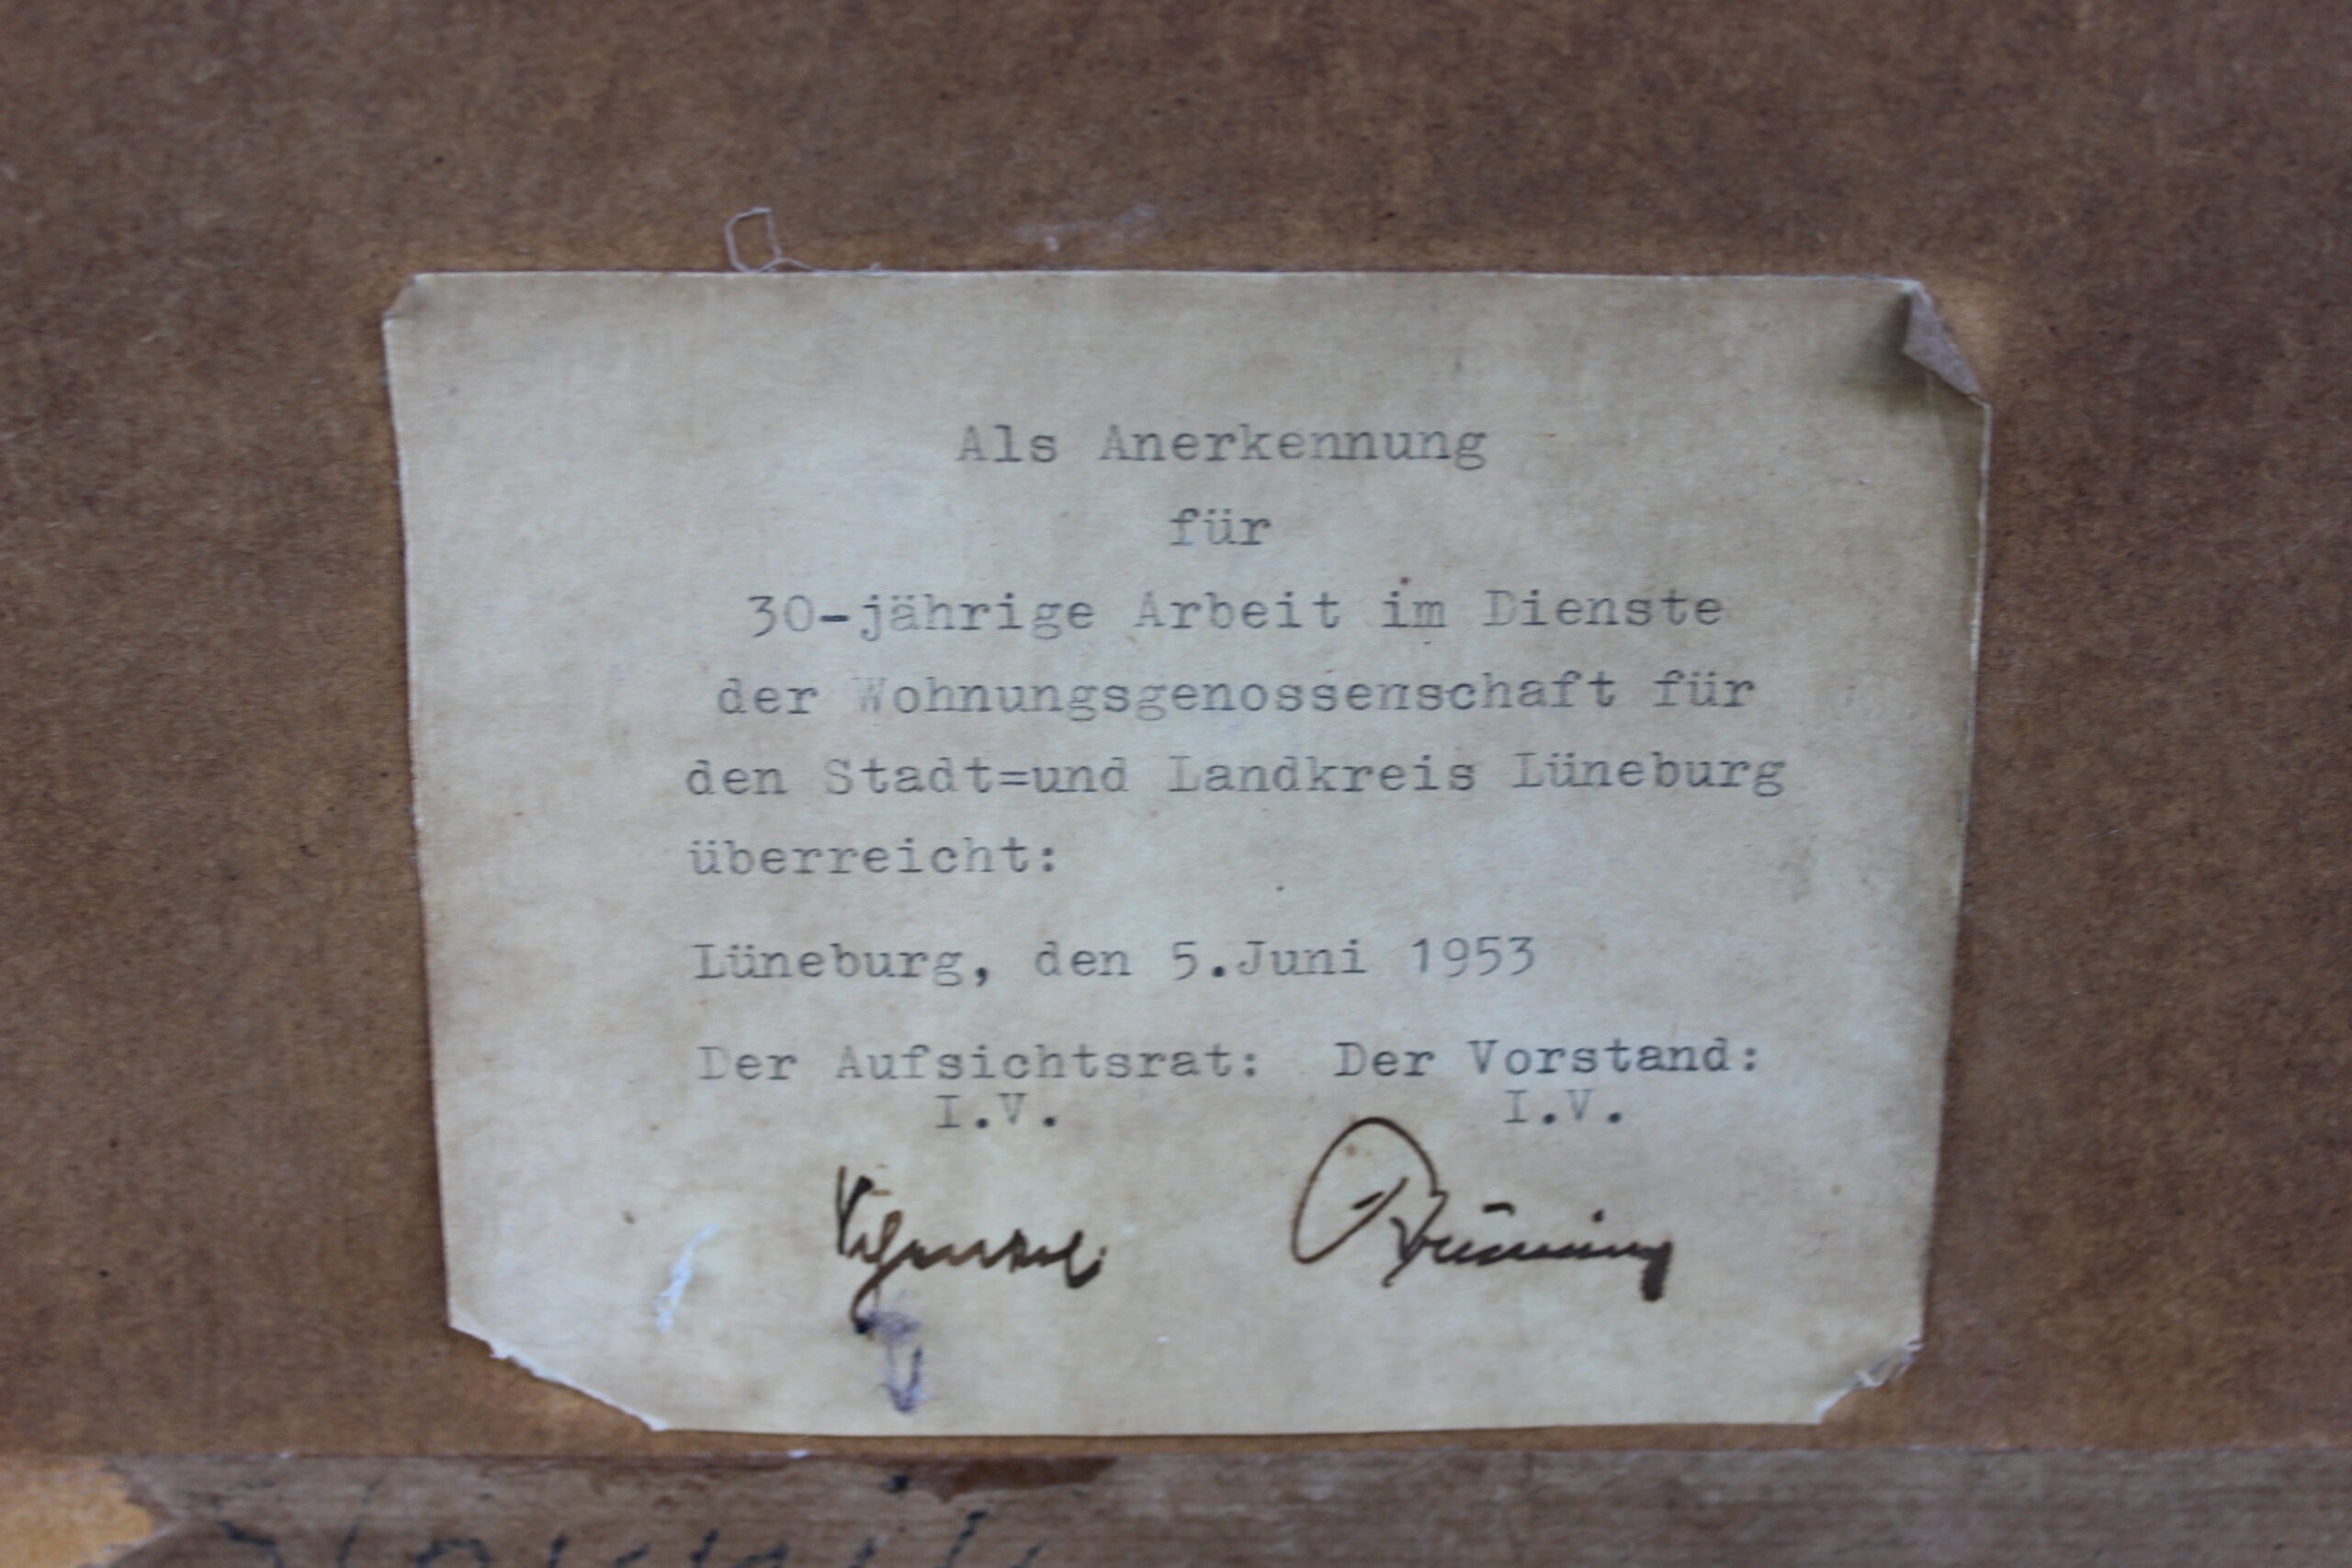 Als Anerkennung
für
30-jährige Arbeit im Dienste
der Wohnungsgenossenschaft für
den Stadt=und Landkreis Lüneburg
überreicht:
Lüneburg, den 5.Juni 1953
Der Aufsichtsrat: Der Vorstand:
I.V. I.V.